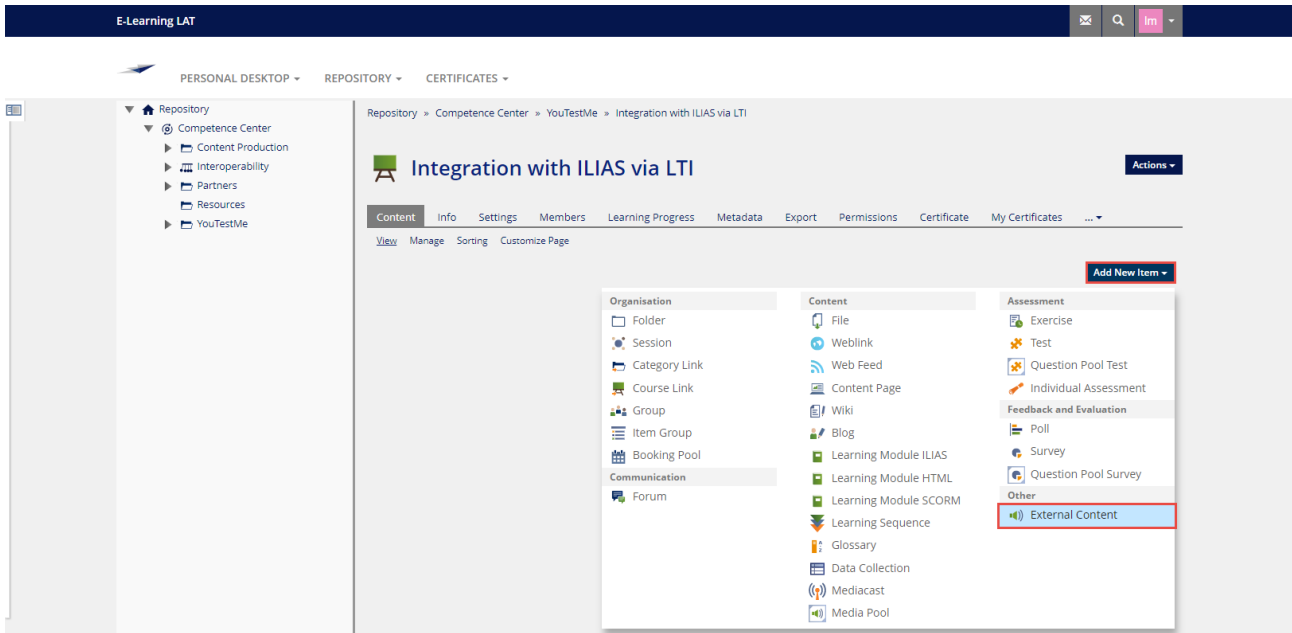 E-Learning LAT
lm
PERSONAL DESKTOP
REPOSITORY
CERTIFICATES
Repository
Competence Center
Content Production
Interoperability
Partners
Resources
YouTestMe
Repository » Competence Center » YouTestMe » Integration with ILIAS via LTI
Integration with ILIAS via LTI
Actions
Content Info Settings Members Learning Progress Metadata Export Permissions Certificate My Certificates ...
View Manage Sorting Customize Page
Add New Item
Organisation
Folder
Session
Category Link
Course Link
Group
Item Group
Booking Pool
Communication
Forum
Content
File
Weblink
Web Feed
Content Page
Wiki
Blog
Learning Module ILIAS
Learning Module HTML
Learning Module SCORM
Learning Sequence
Glossary
Data Collection
Mediacast
Media Pool
Assessment
Exercise
Test
Question Pool Test
Individual Assessment
Feedback and Evaluation
Poll
Survey
Question Pool Survey
Other
External Content